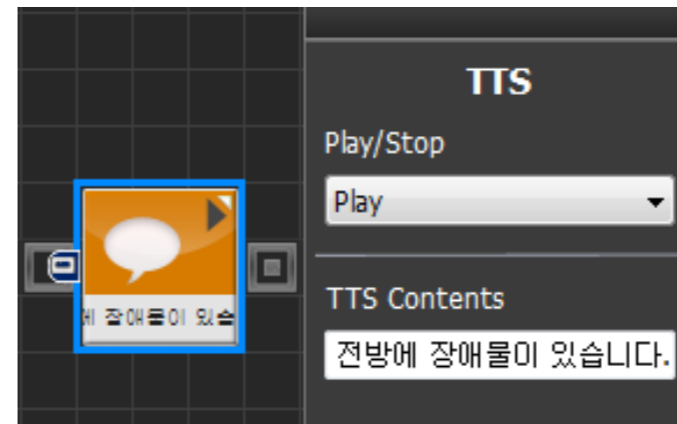 TTS
Play/Stop
Play
에 장애물이 있습
TTS Contents
전방에 장애물이 있습니다.